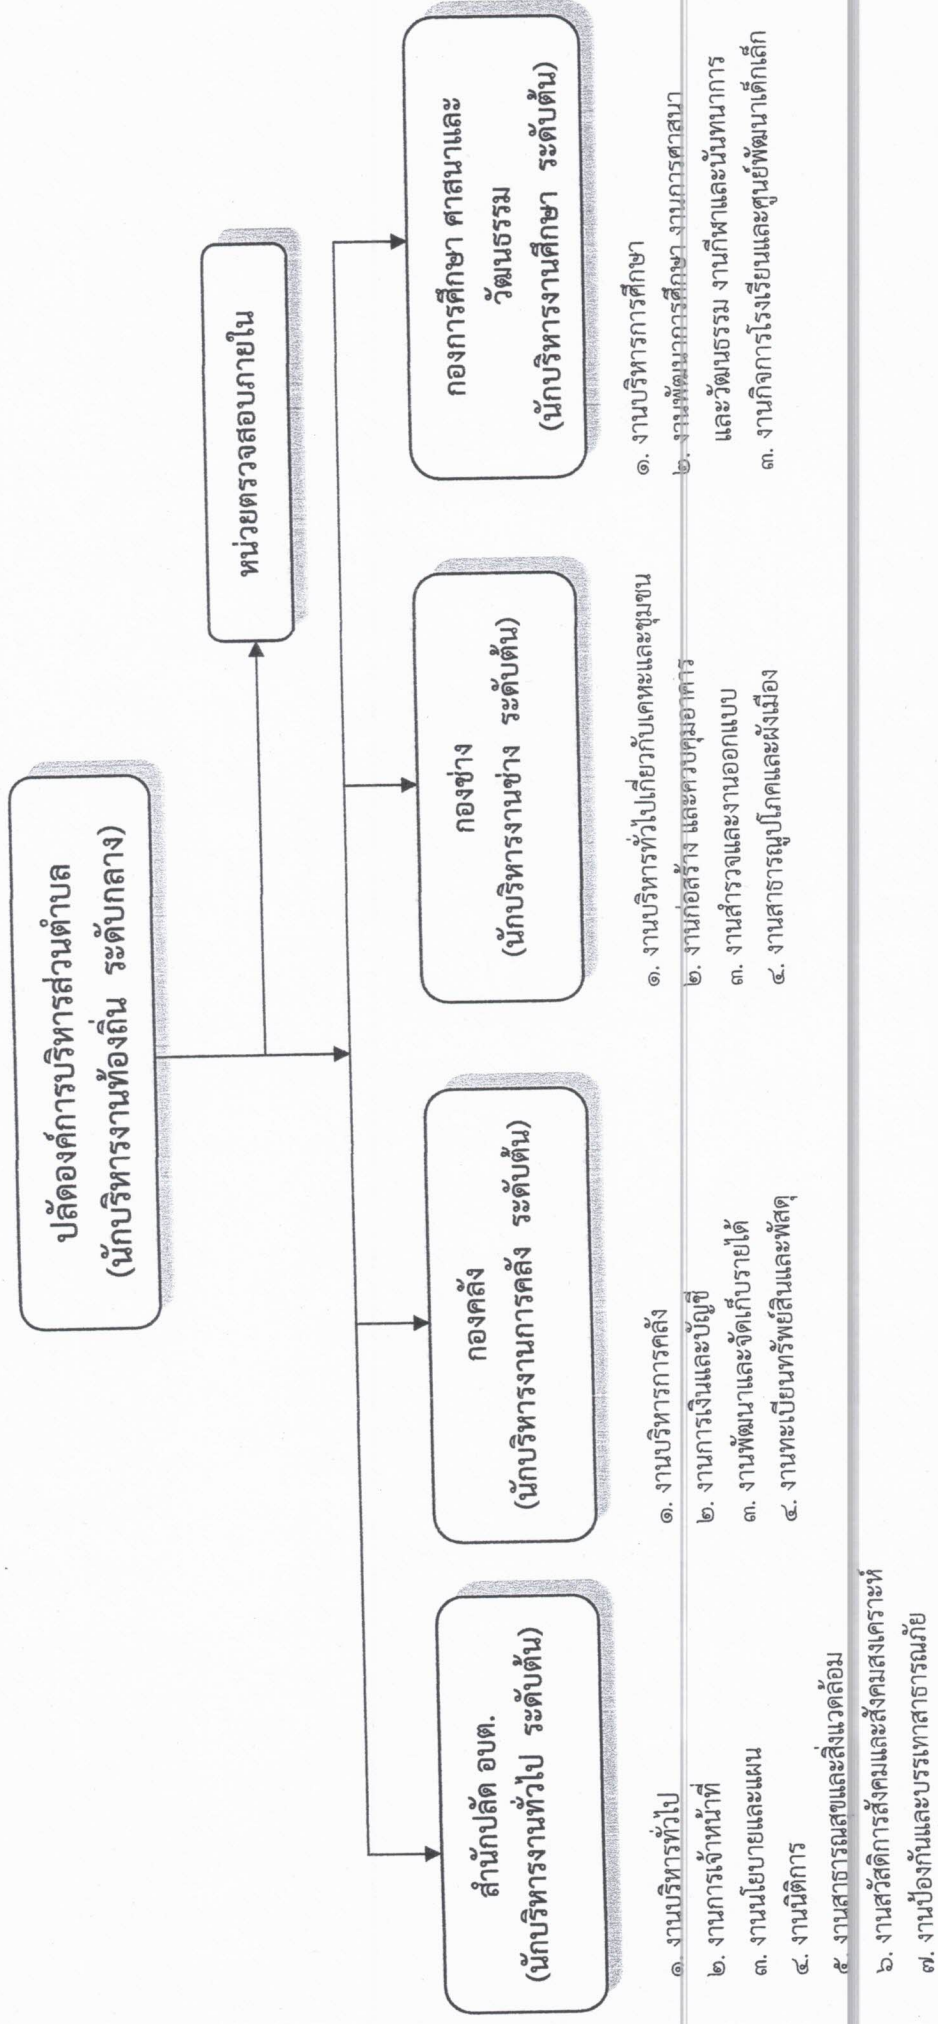 ปลัดองค์การบริหารส่วนตำบล
(นักบริหารงานท้องถิ่น ระดับกลาง)
หน่วยตรวจสอบภายใน
สำนักปลัด อบต.
(นักบริหารงานทั่วไป ระดับต้น)
๑. งานบริหารทั่วไป
๒. งานการเจ้าหน้าที่
๓. งานนโยบายและแผน
๔. งานนิติการ
๕. งานสาธารณสุขและสิ่งแวดล้อม
๖. งานสวัสดิการสังคมและสังคมสงเคราะห์
๗. งานป้องกันและบรรเทาสาธารณภัย
กองคลัง
(นักบริหารงานการคลัง ระดับต้น)
๑. งานบริหารการคลัง
๒. งานการเงินและบัญชี
๓. งานพัฒนาและจัดเก็บรายได้
๔. งานทะเบียนทรัพย์สินและพัสดุ
กองช่าง
(นักบริหารงานช่าง ระดับต้น)
๑. งานบริหารทั่วไปเกี่ยวกับเคหะและชุมชน
๒. งานก่อสร้าง และควบคุมอาคาร
๓. งานสำรวจและงานออกแบบ
๔. งานสาธารณูปโภคและผังเมือง
กองการศึกษา ศาสนาและ
วัฒนธรรม
(นักบริหารงานศึกษา ระดับต้น)
๑. งานบริหารการศึกษา
๒. งานพัฒนาการศึกษา งานการศาสนา
และวัฒนธรรม งานกีฬาและนันทนาการ
๓. งานกิจการโรงเรียนและศูนย์พัฒนาเด็กเล็ก